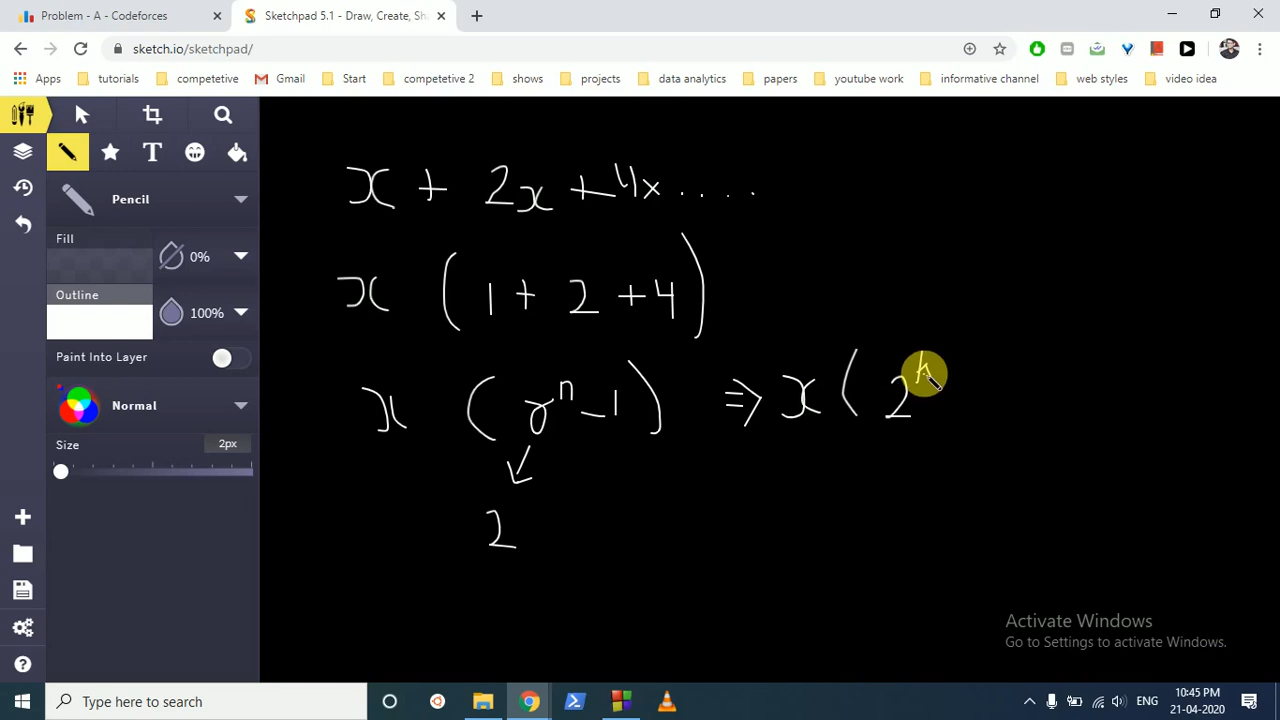 Problem - A - Codeforces
Sketchpad 5.1 - Draw, Create, Sha
sketch.io/sketchpad/
Apps tutorials competetive Gmail Start competetive 2 shows projects data analytics papers youtube work informative channel web styles video idea
x + 2x + 4x ....
Pencil
Fill
0%
x (1 + 2 + 4)
Outline
100%
Paint Into Layer
x (r^n - 1) => x ( 2^n
Normal
Size 2px
2
Activate Windows
Go to Settings to activate Windows.
Type here to search
ENG
10:45 PM
21-04-2020